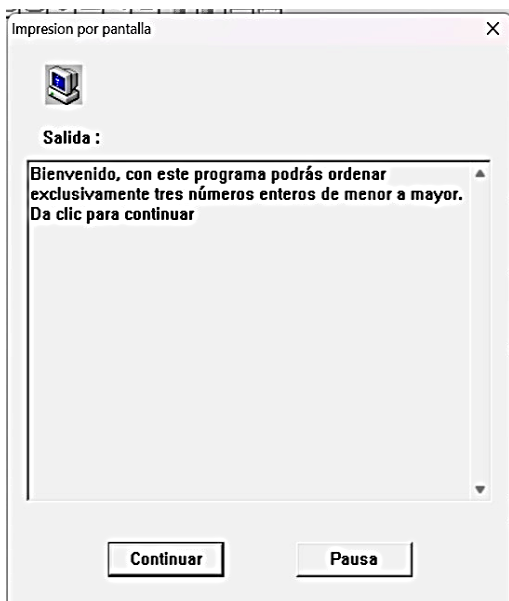 Impresion por pantalla
Salida :
Bienvenido, con este programa podrás ordenar
exclusivamente tres números enteros de menor a mayor.
Da clic para continuar
Continuar
Pausa